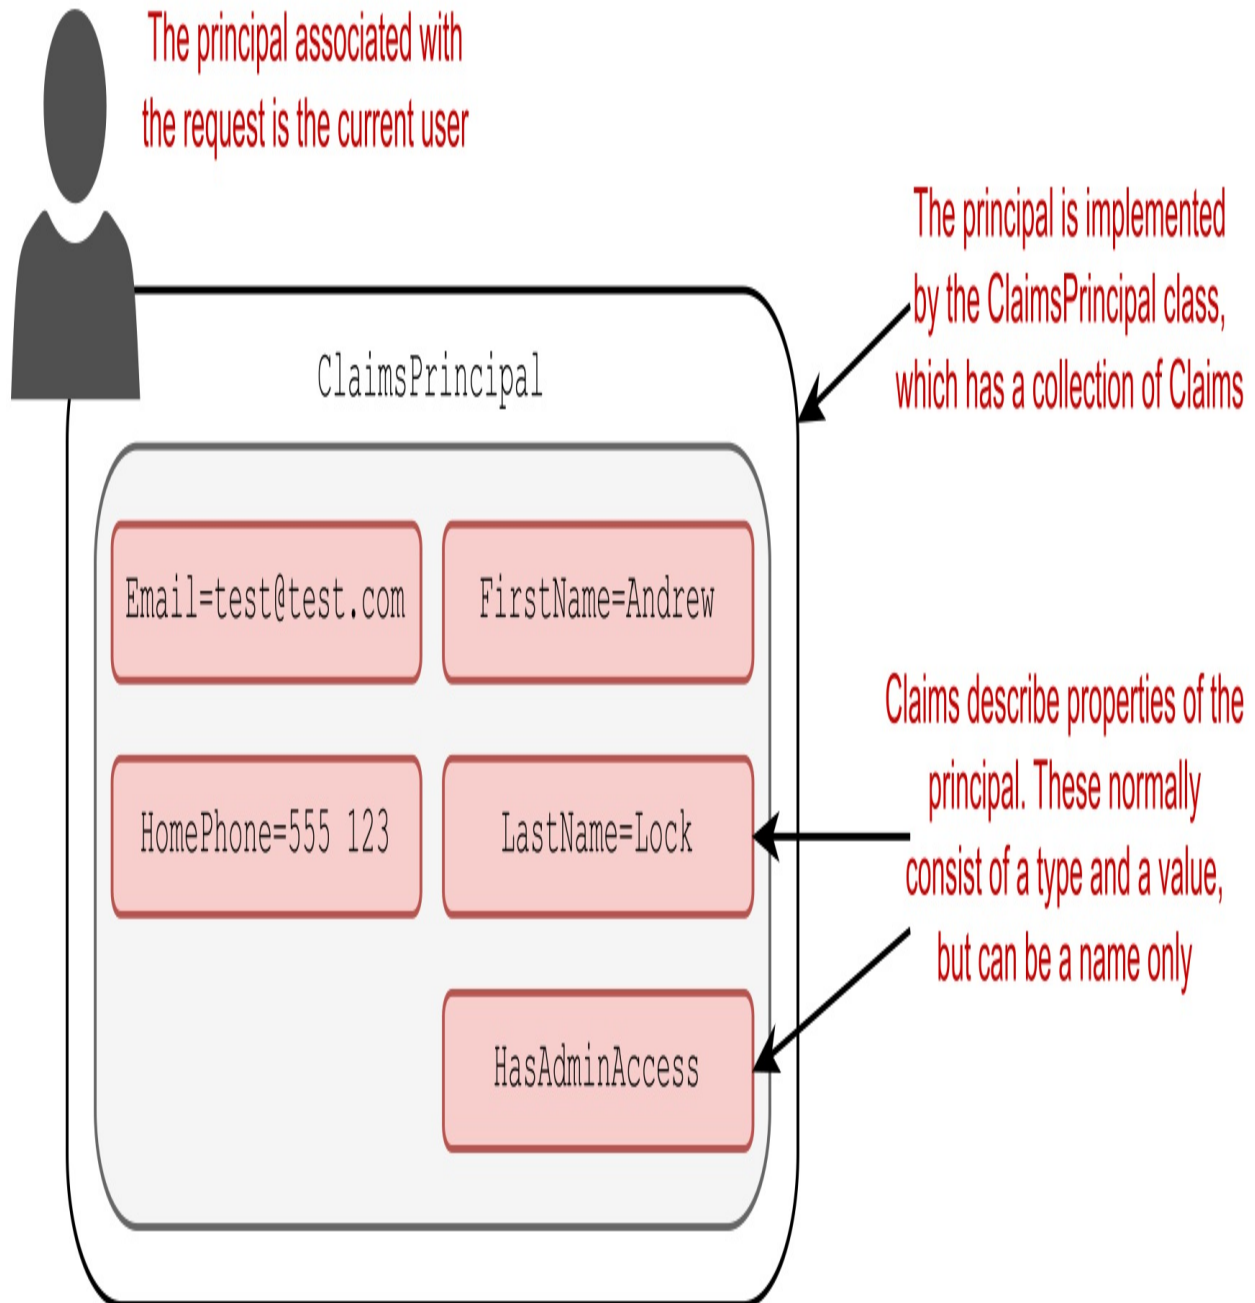 The principal associated with
the request is the current user
The principal is implemented
by the ClaimsPrincipal class,
which has a collection of Claims
ClaimsPrincipal
Email=test@test.com
FirstName=Andrew
HomePhone=555 123
LastName=Lock
HasAdminAccess
Claims describe properties of the
principal. These normally
consist of a type and a value,
but can be a name only